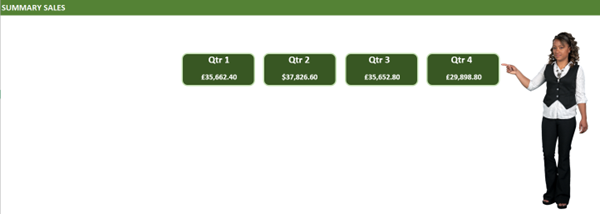 SUMMARY SALES
Qtr 1 Qtr 2 Qtr 3 Qtr 4
£35,662.40 $37,826.60 £35,652.80 £29,898.80